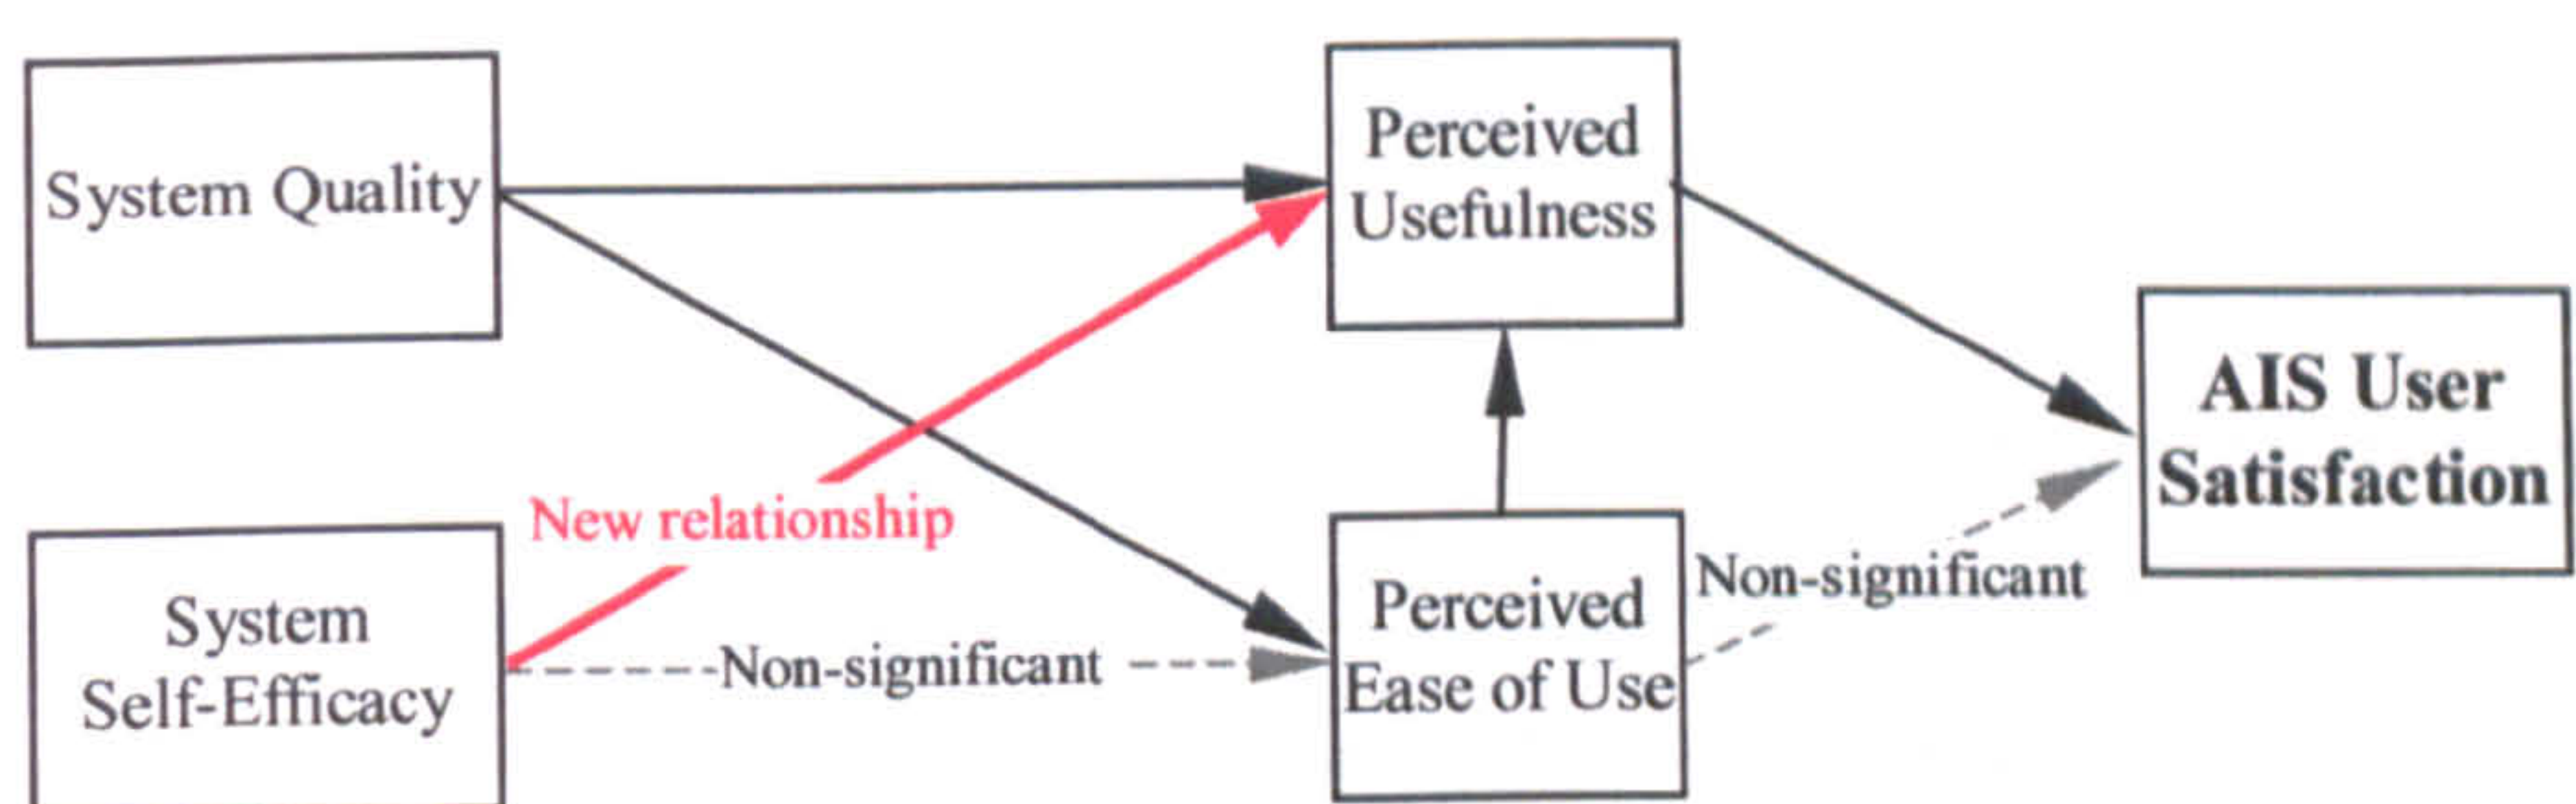 System Quality
Perceived
Usefulness
AIS User
Satisfaction
New relationship
System
Self-Efficacy
Non-significant
Perceived
Ease of Use
Non-significant